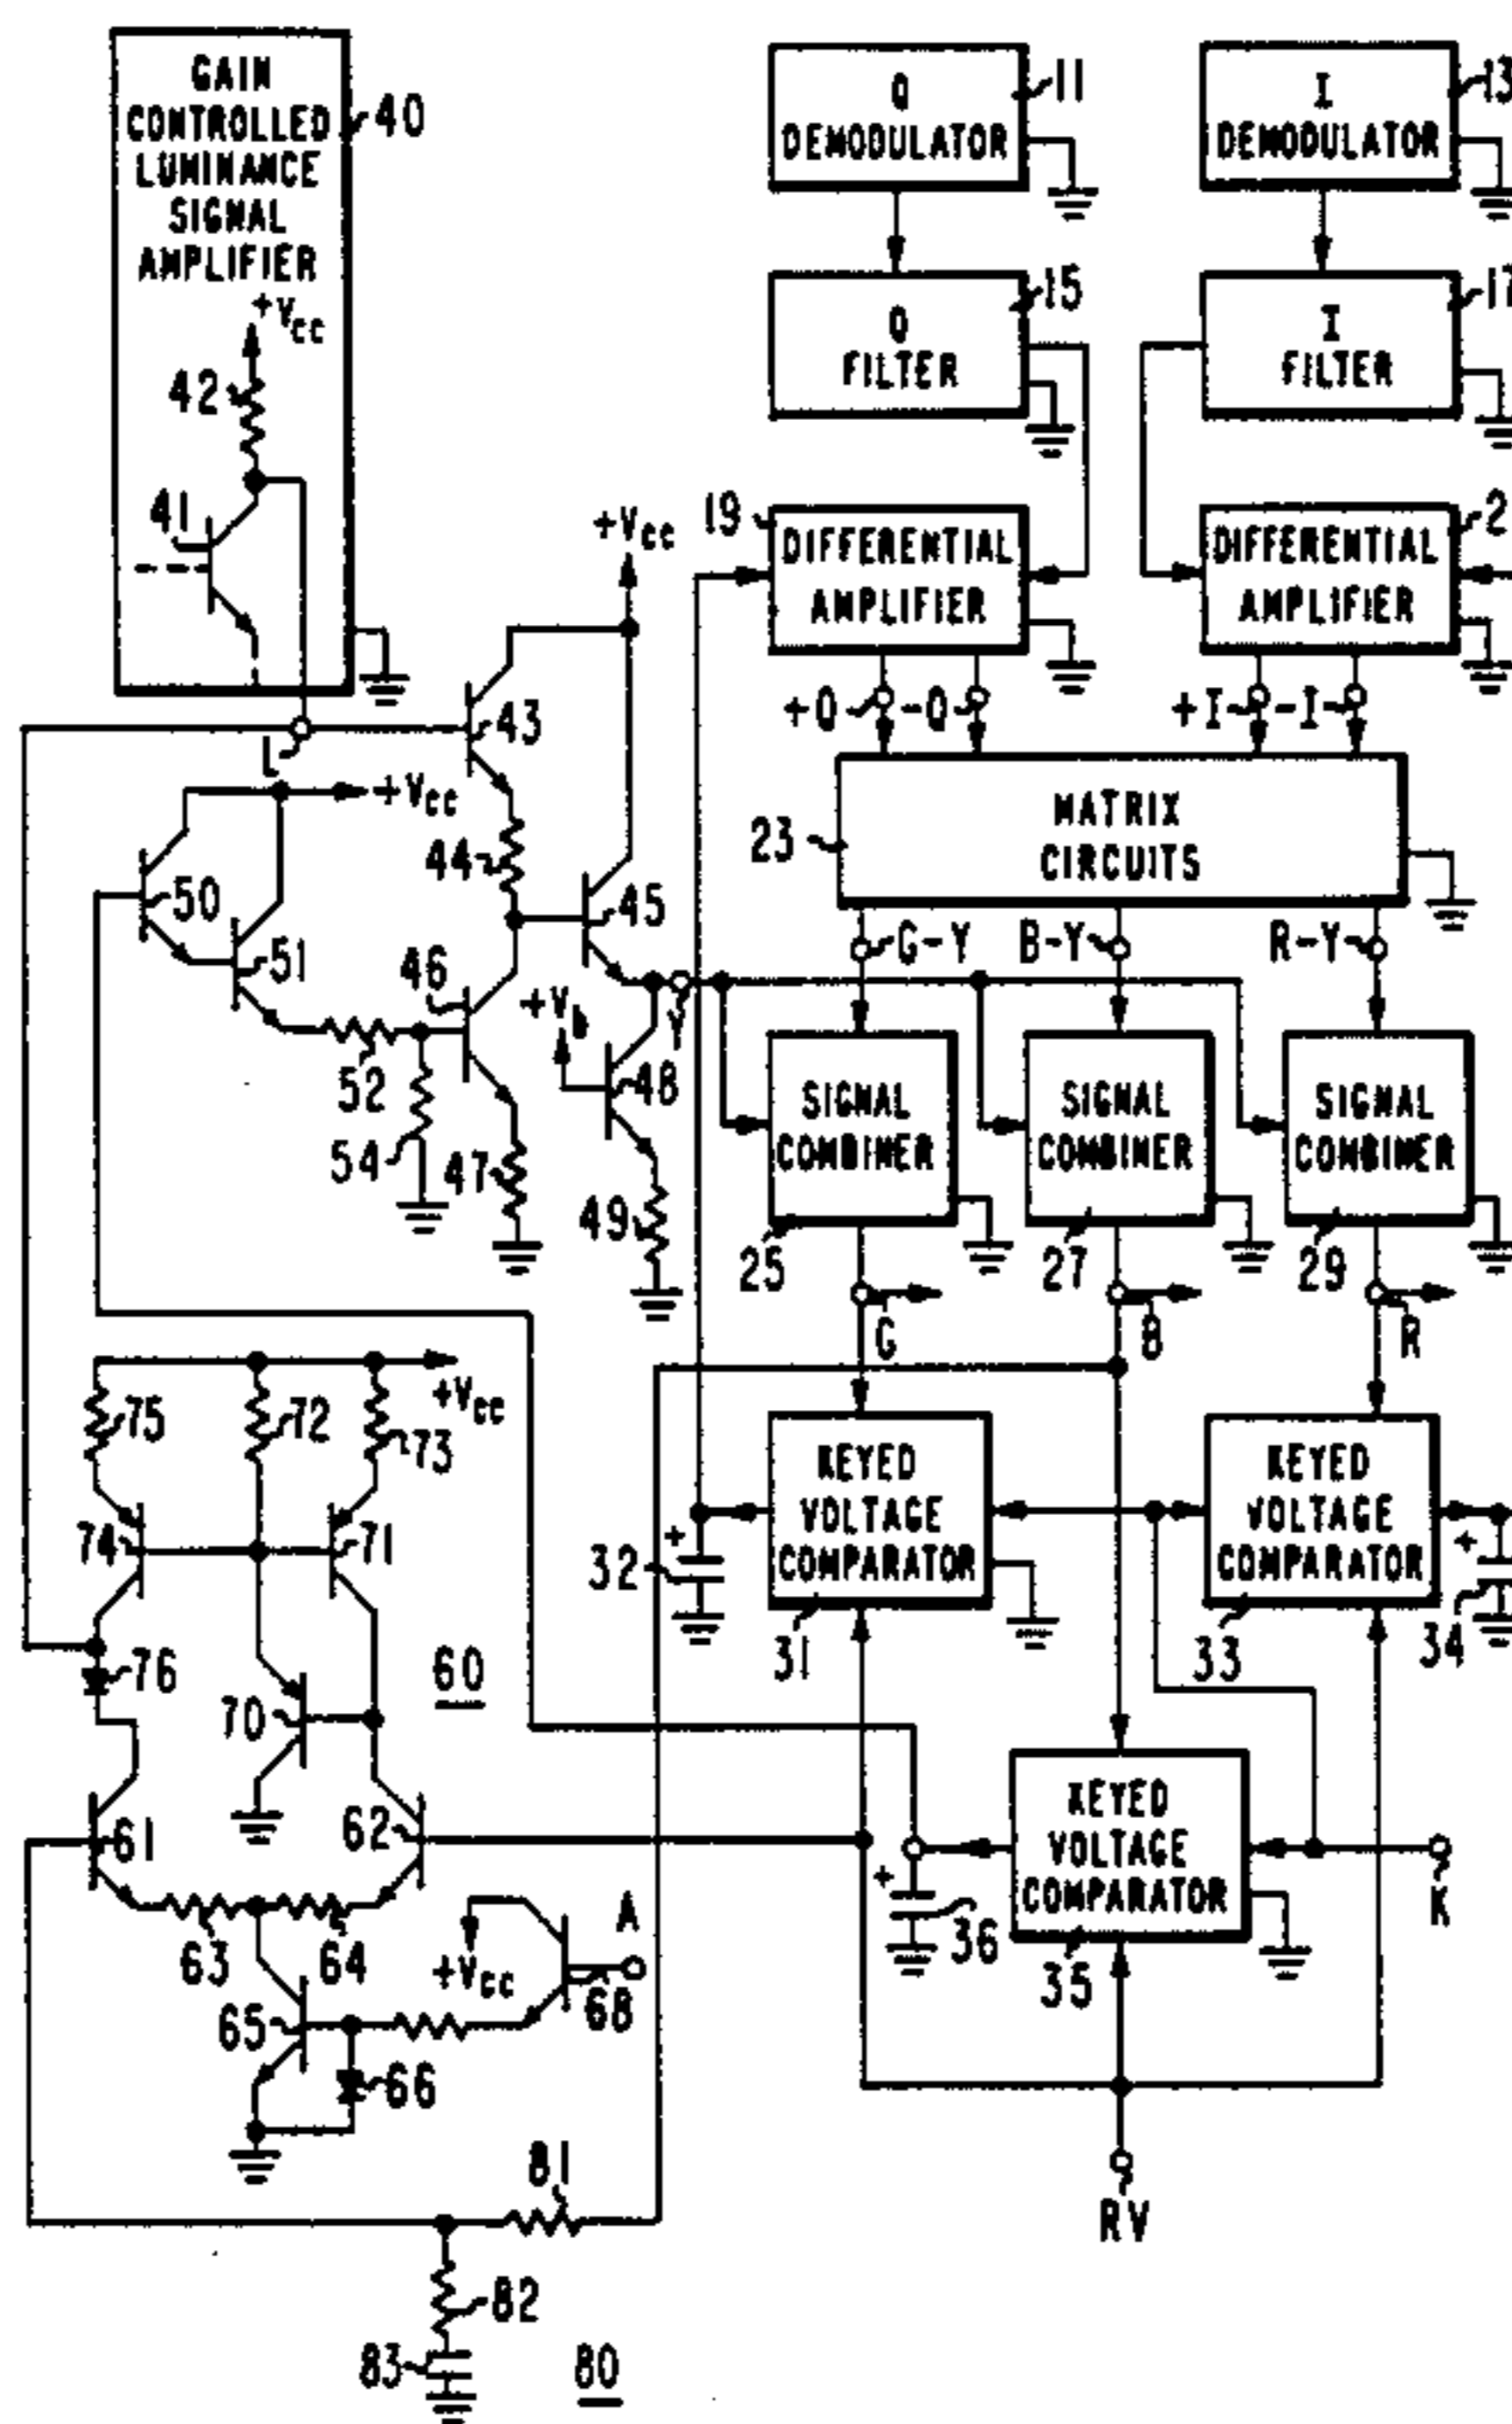 GAIN
CONTROLLED
LUMINANCE
SIGNAL
AMPLIFIER
40
+Vcc
42
41
L
Q
DEMODULATOR
11
I
DEMODULATOR
13
Q
FILTER
15
I
FILTER
17
+Vcc
19
DIFFERENTIAL
AMPLIFIER
DIFFERENTIAL
AMPLIFIER
2
+Q
-Q
+I
-I
43
+Vcc
44
45
50
51
46
+Vb
Y
48
52
54
47
49
23
MATRIX
CIRCUITS
G-Y
B-Y
R-Y
SIGNAL
COMBINER
SIGNAL
COMBINER
SIGNAL
COMBINER
25
27
29
G
B
R
+Vcc
75
72
73
74
71
76
70
60
61
62
63
64
65
66
+Vcc
A
68
KEYED
VOLTAGE
COMPARATOR
KEYED
VOLTAGE
COMPARATOR
+
32
31
33
+
34
KEYED
VOLTAGE
COMPARATOR
+
36
35
K
RV
81
82
83
80